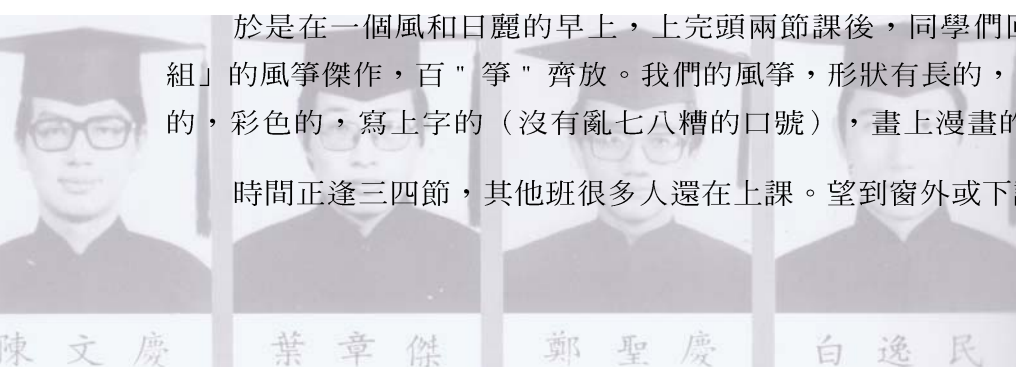 於是在一個風和日麗的早上，上完頭兩節課後，同學們回
組」的風箏傑作，百＂箏＂齊放。我們的風箏，形狀有長的，
的，彩色的，寫上字的（沒有亂七八糟的口號），畫上漫畫的
時間正逢三四節，其他班很多人還在上課。望到窗外或下課
陳文慶 葉章傑 鄭聖慶 白逸民